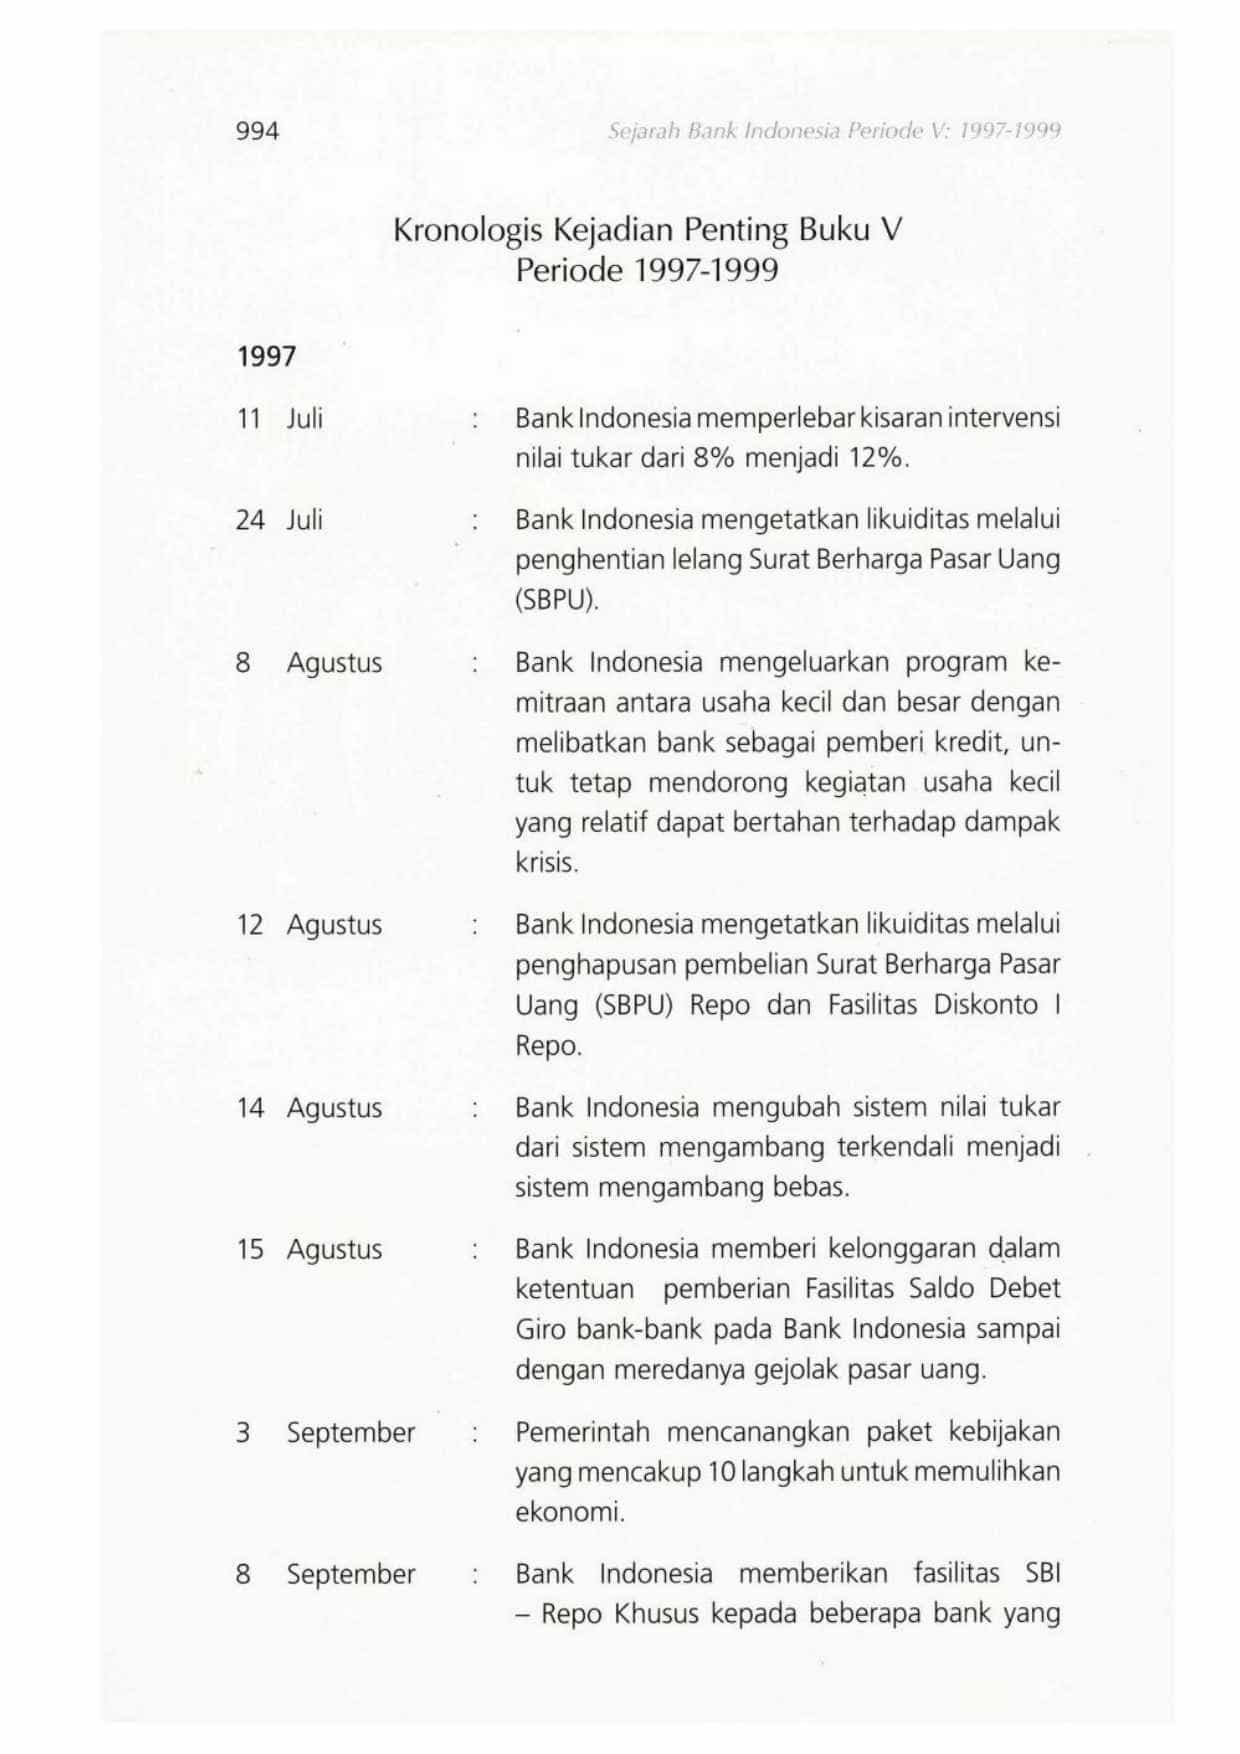 994 Sejarah Bank Indonesia Periode V: 1997-1999
Kronologis Kejadian Penting Buku V
Periode 1997-1999
1997
11 Juli : Bank Indonesia memperlebar kisaran intervensi
nilai tukar dari 8% menjadi 12%.
24 Juli : Bank Indonesia mengetatkan likuiditas melalui
penghentian lelang Surat Berharga Pasar Uang
(SBPU).
8 Agustus : Bank Indonesia mengeluarkan program ke-
mitraan antara usaha kecil dan besar dengan
melibatkan bank sebagai pemberi kredit, un-
tuk tetap mendorong kegiatan usaha kecil
yang relatif dapat bertahan terhadap dampak
krisis.
12 Agustus : Bank Indonesia mengetatkan likuiditas melalui
penghapusan pembelian Surat Berharga Pasar
Uang (SBPU) Repo dan Fasilitas Diskonto I
Repo.
14 Agustus : Bank Indonesia mengubah sistem nilai tukar
dari sistem mengambang terkendali menjadi
sistem mengambang bebas.
15 Agustus : Bank Indonesia memberi kelonggaran dalam
ketentuan pemberian Fasilitas Saldo Debet
Giro bank-bank pada Bank Indonesia sampai
dengan meredanya gejolak pasar uang.
3 September : Pemerintah mencanangkan paket kebijakan
yang mencakup 10 langkah untuk memulihkan
ekonomi.
8 September : Bank Indonesia memberikan fasilitas SBI
– Repo Khusus kepada beberapa bank yang